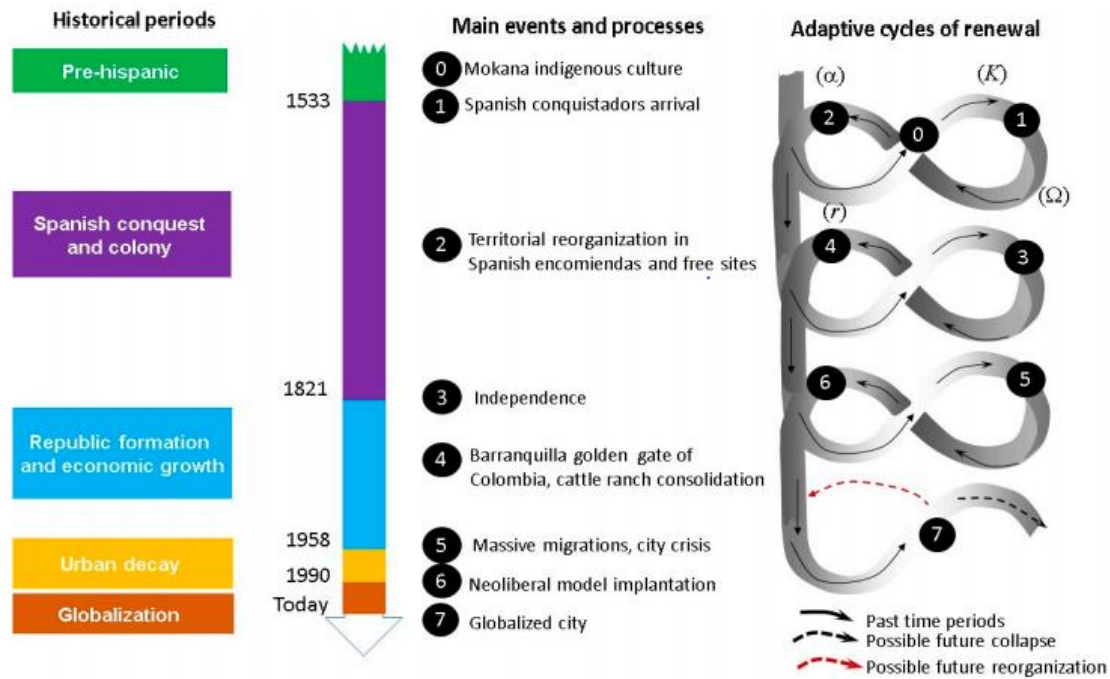 Historical periods
Pre-hispanic
Spanish conquest
and colony
Republic formation
and economic growth
Urban decay
Globalization
1533
1821
1958
1990
Today
Main events and processes
0 Mokana indigenous culture
1 Spanish conquistadors arrival
2 Territorial reorganization in
Spanish encomiendas and free sites
3 Independence
4 Barranquilla golden gate of
Colombia, cattle ranch consolidation
5 Massive migrations, city crisis
6 Neoliberal model implantation
7 Globalized city
Adaptive cycles of renewal
(α)
(K)
2
0
1
(Ω)
(r)
4
3
6
5
7
Past time periods
Possible future collapse
Possible future reorganization